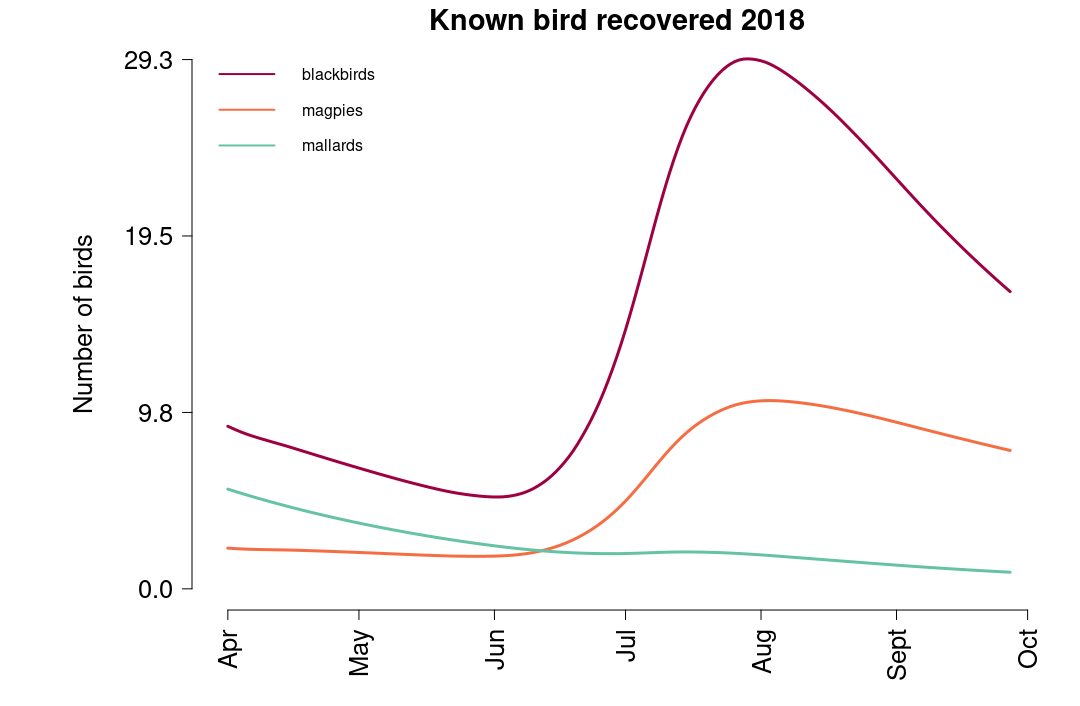 Known bird recovered 2018
blackbirds
magpies
mallards
Number of birds
29.3
19.5
9.8
0.0
Apr
May
Jun
Jul
Aug
Sept
Oct